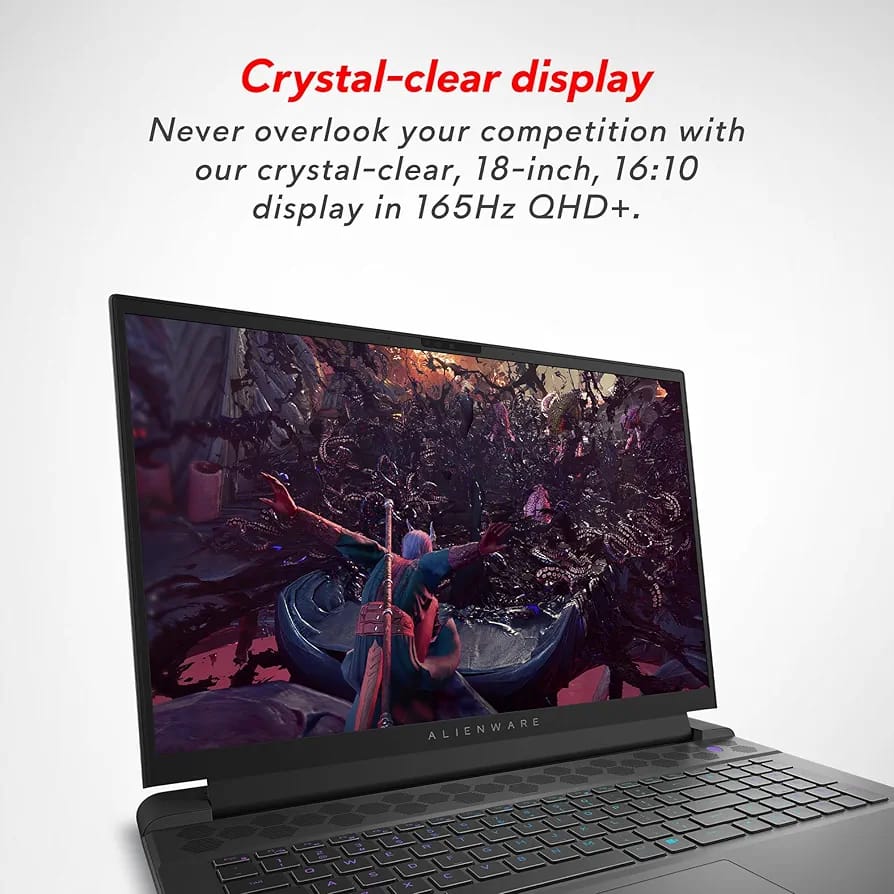 Crystal-clear display
Never overlook your competition with
our crystal-clear, 18-inch, 16:10
display in 165Hz QHD+.
ALIENWARE